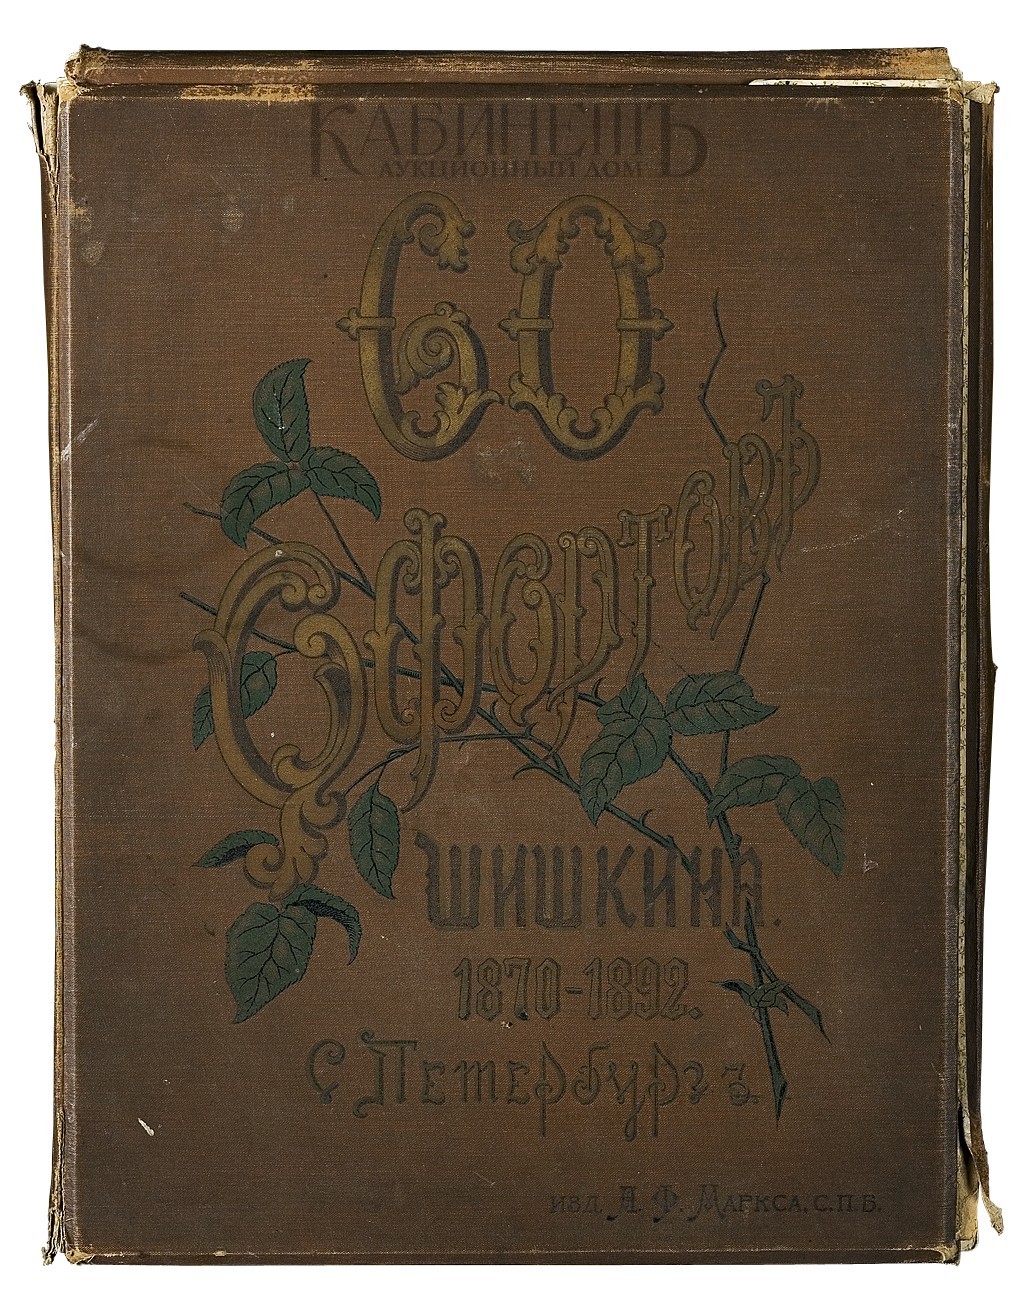 КАБИНЕТЪ
АУКЦИОННЫЙ ДОМ
60
Офортовъ
ШИШКИНА.
1870-1892.
С Петербургъ.
ИЗД. А. Ф. МАРКСА, С.П.Б.